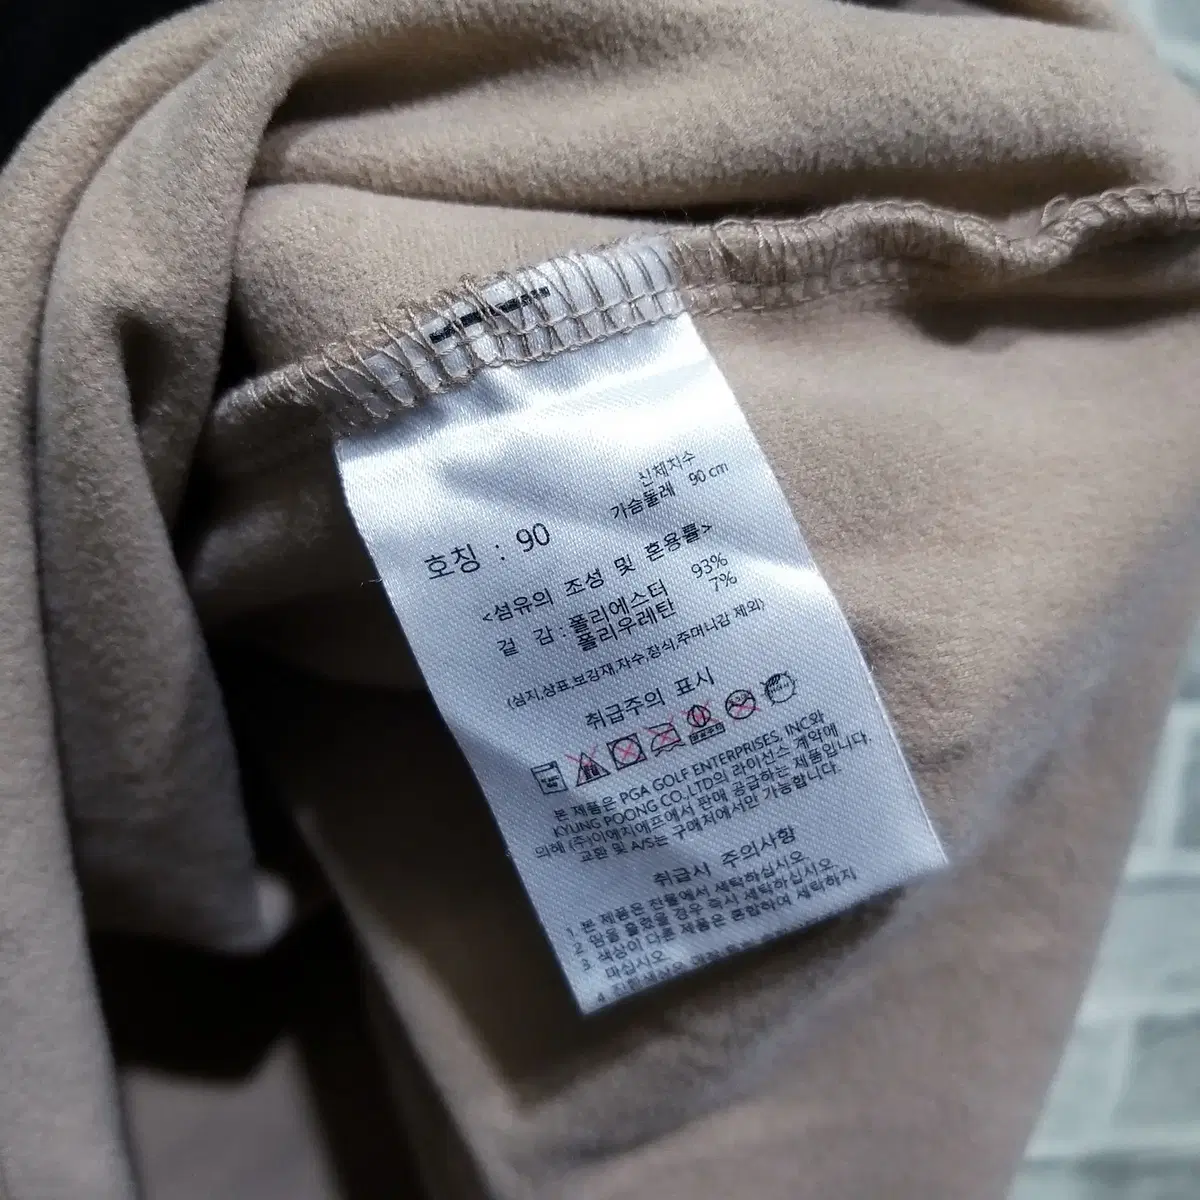 신체치수
가슴둘레 90 cm
호칭 : 90
<섬유의 조성 및 혼용률>
겉 감 : 폴리에스터 93%
폴리우레탄 7%
(심지,상표,보강재,자수,장식,주머니감 제외)
취급주의 표시
본 제품은 PGA GOLF ENTERPRISES, INC와
KYUNG POONG CO.,LTD의 라이선스 계약에
의해 (주)이에치에프에서 판매 공급하는 제품입니다.
교환 및 A/S는 구매처에서만 가능합니다.
취급시 주의사항
1. 본 제품은 찬물에서 세탁하십시오.
2 땀을 흘렸을 경우 즉시 세탁하십시오.
3 색상이 다른 제품은 혼합하여 세탁하지
마십시오
4